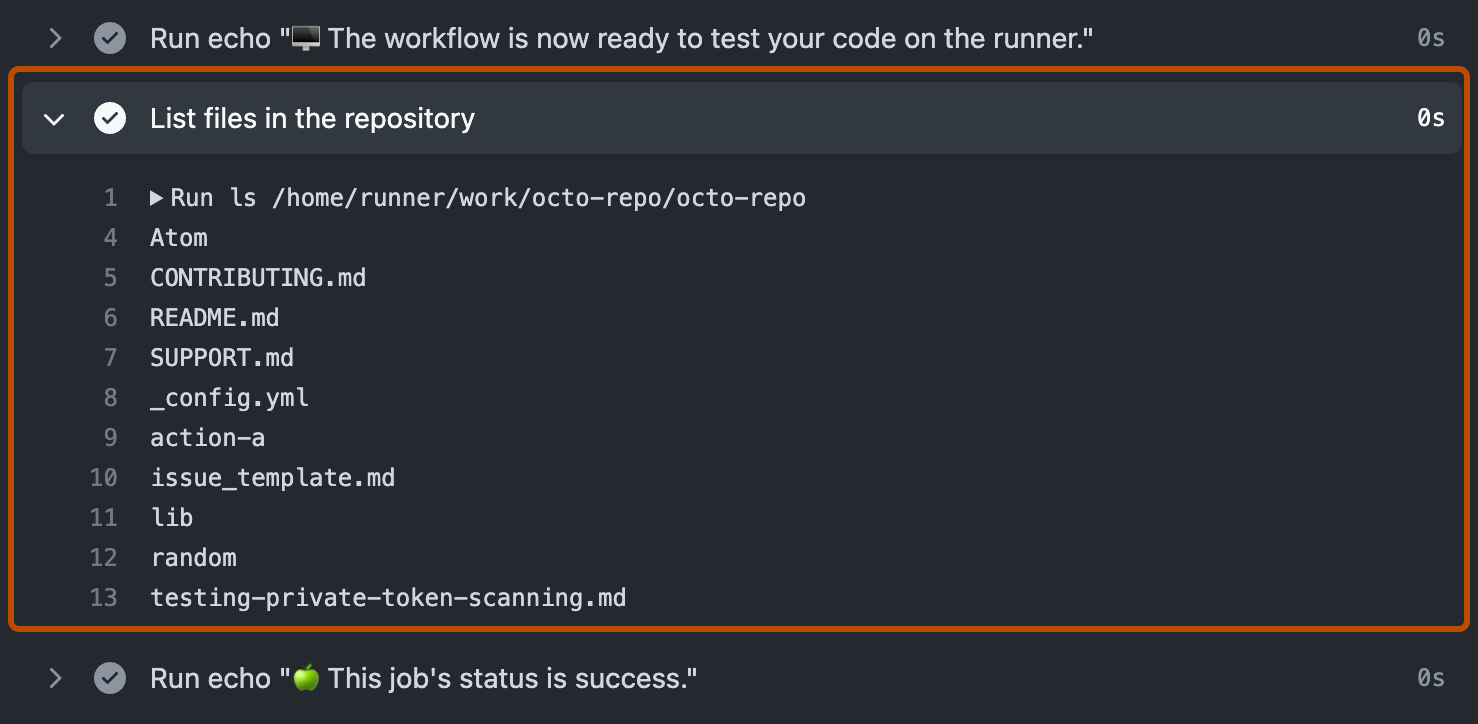 Run echo "🖥️ The workflow is now ready to test your code on the runner." 0s
List files in the repository 0s
1 ▶Run ls /home/runner/work/octo-repo/octo-repo
4 Atom
5 CONTRIBUTING.md
6 README.md
7 SUPPORT.md
8 _config.yml
9 action-a
10 issue_template.md
11 lib
12 random
13 testing-private-token-scanning.md
Run echo "🍏 This job's status is success." 0s